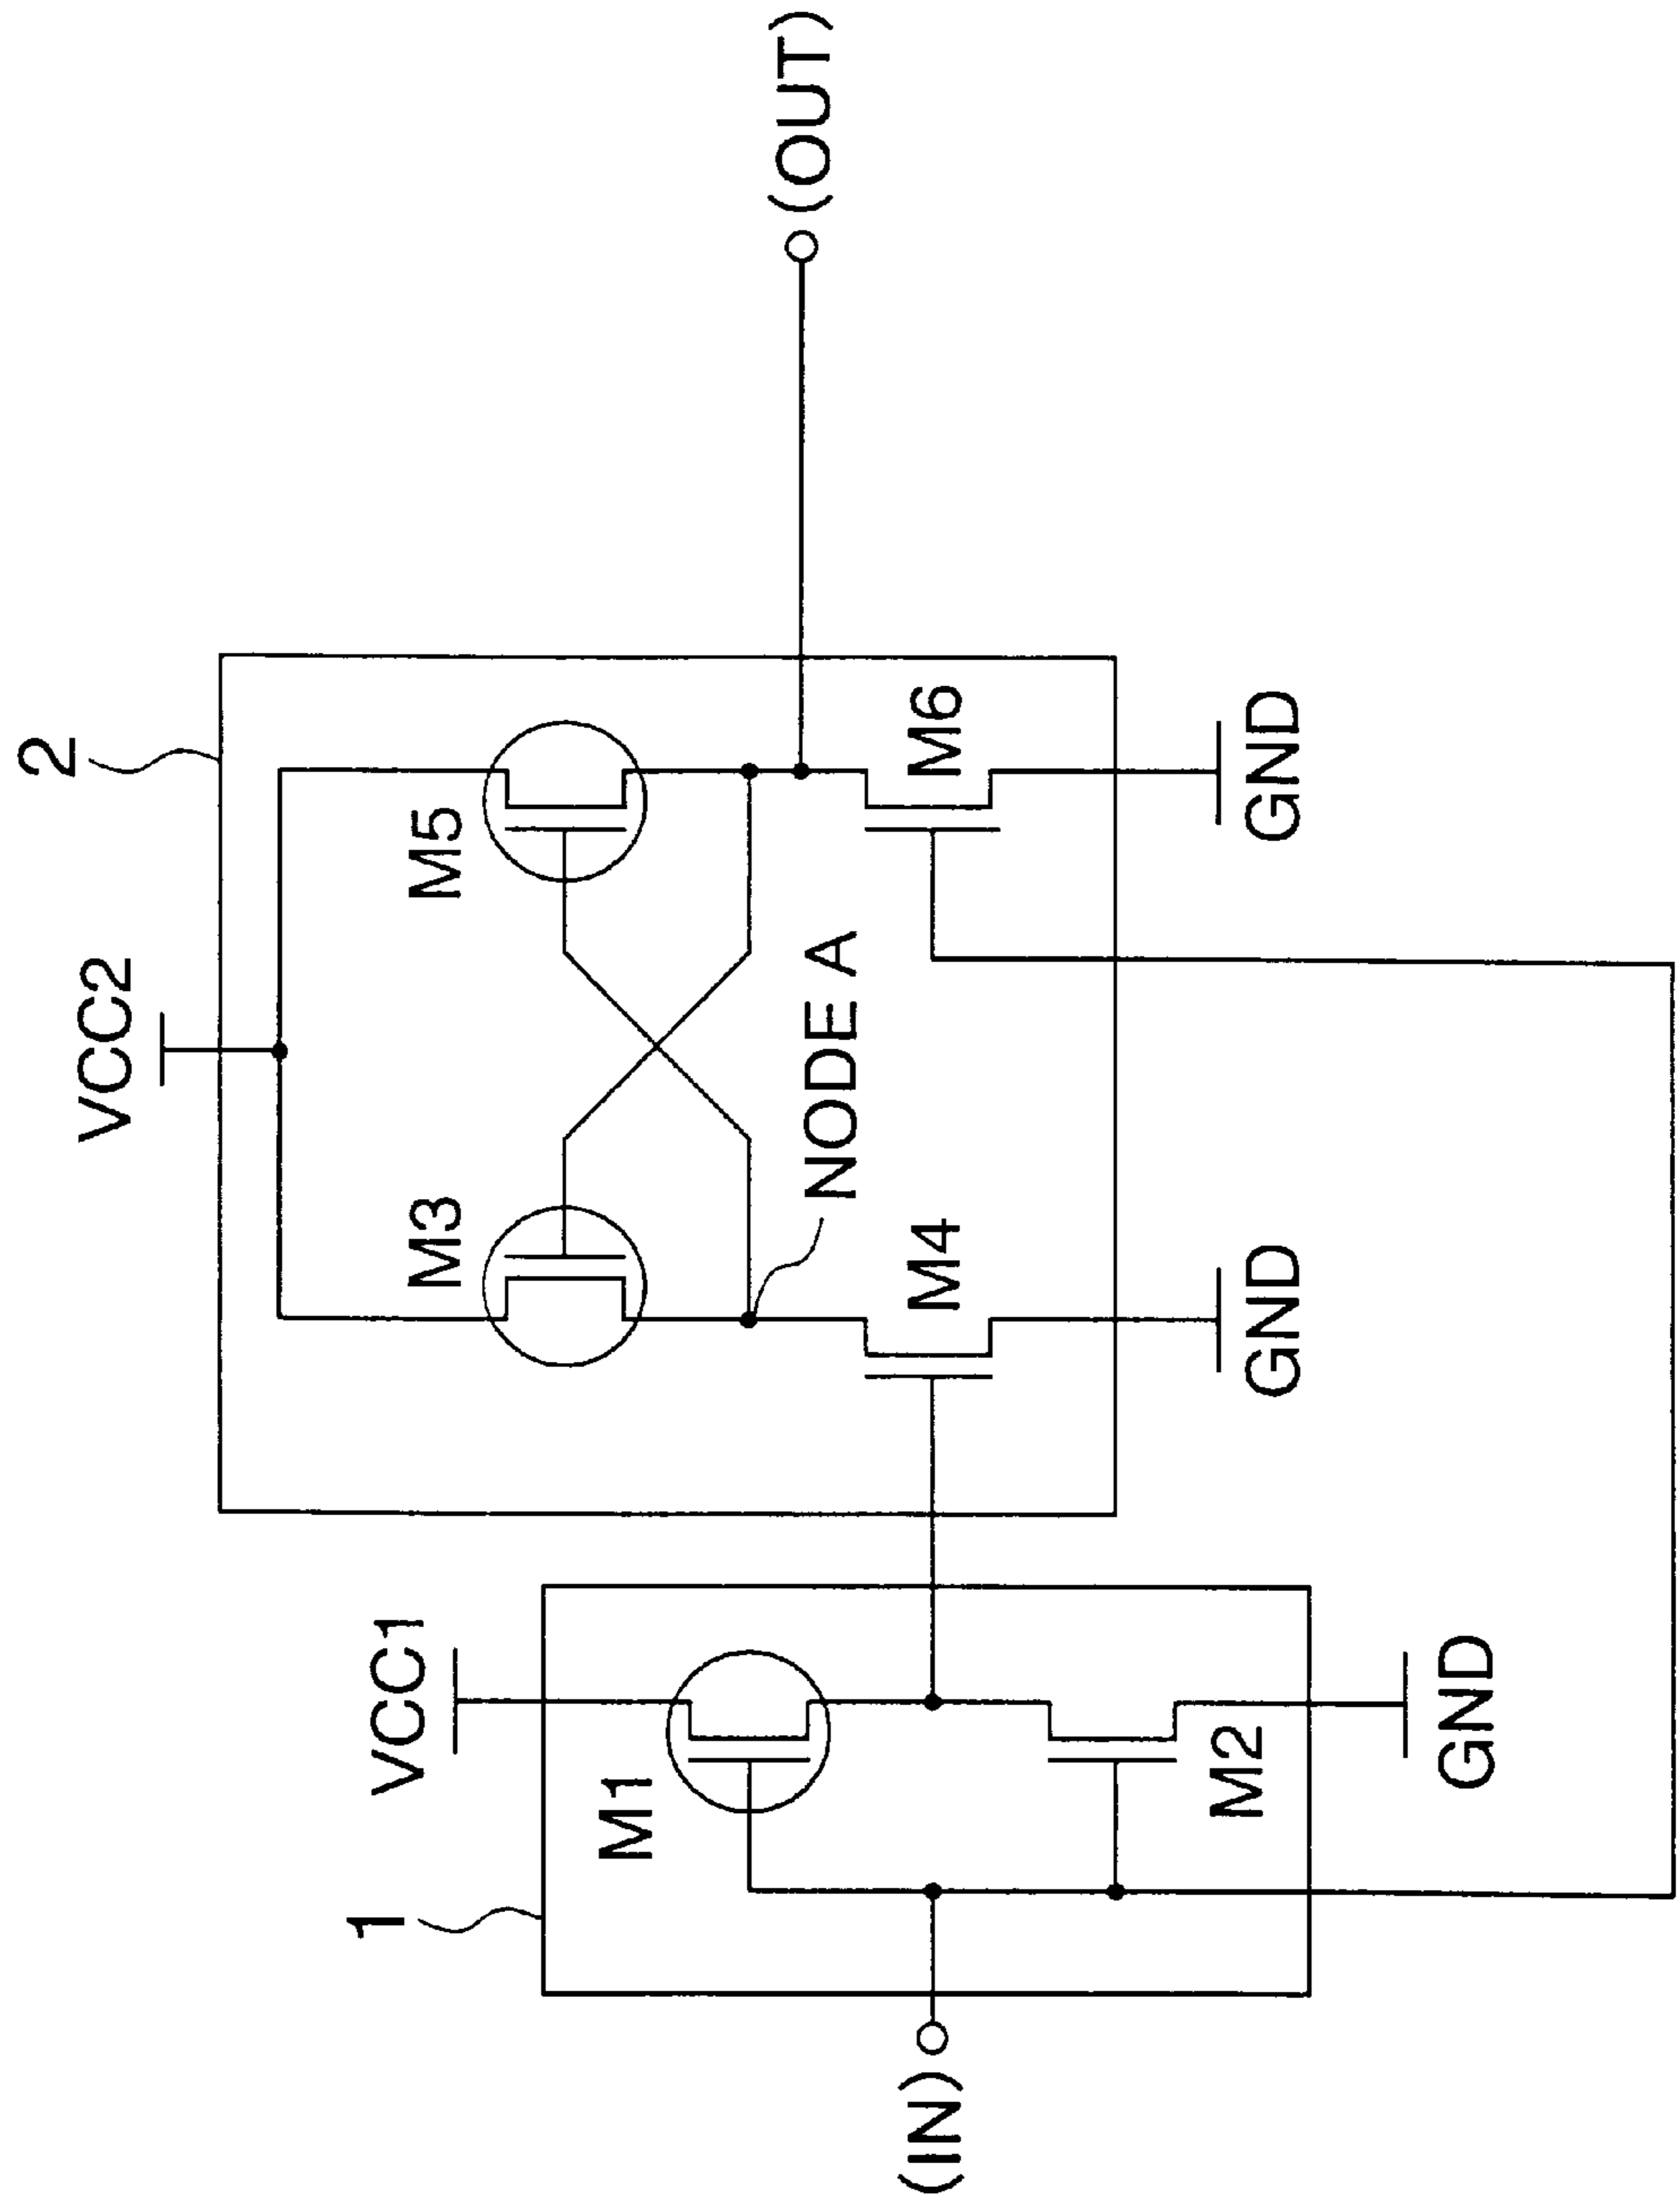 VCC2
2
VCC1
M3
M5
1
M1
NODE A
(OUT)
(IN)
M4
M6
M2
GND
GND
GND